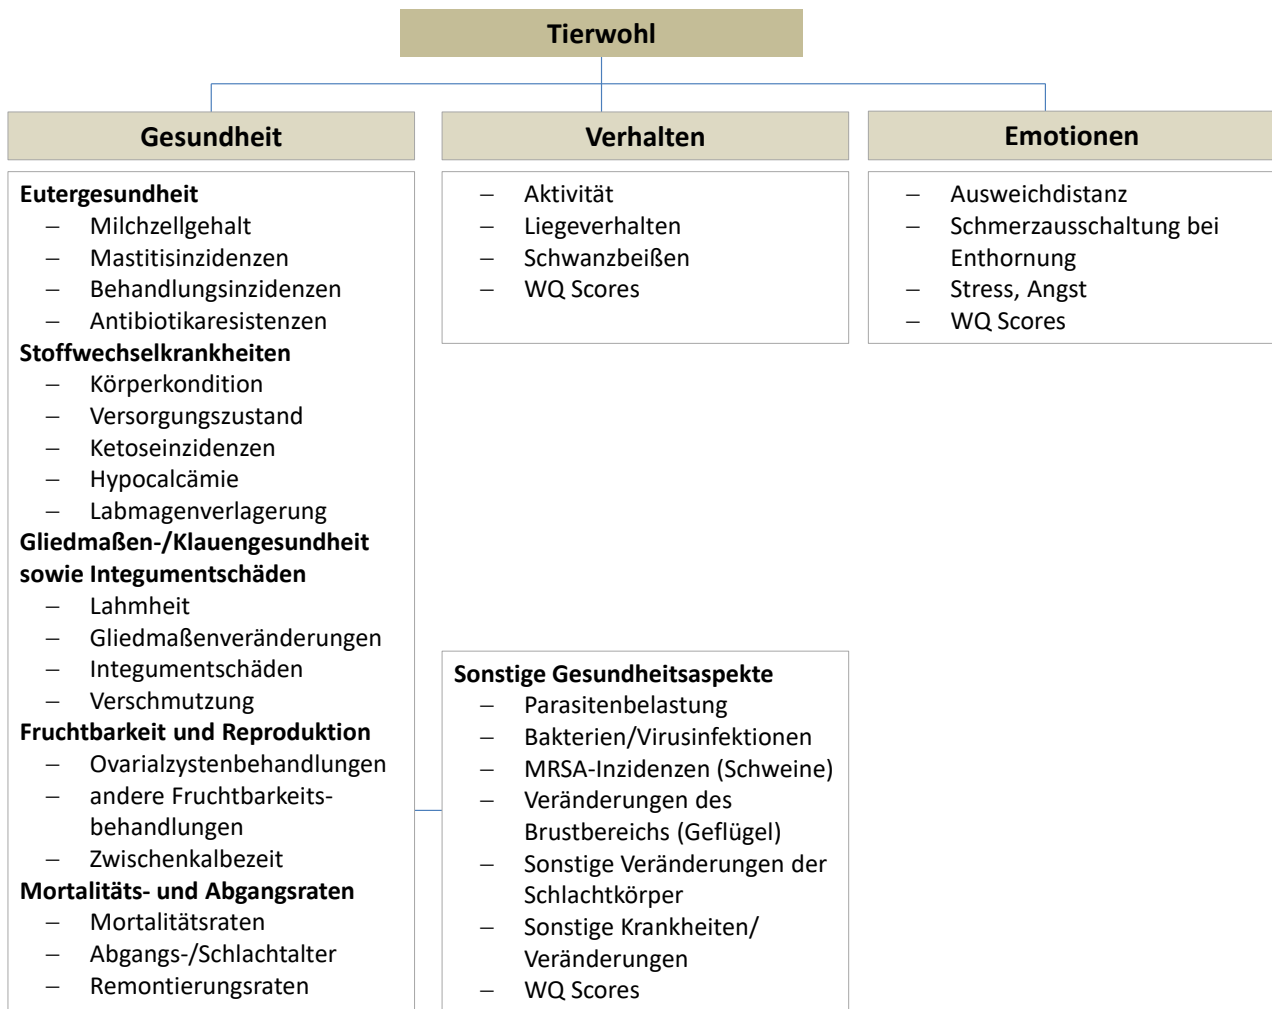 Tierwohl
Gesundheit
Eutergesundheit
– Milchzellgehalt
– Mastitisinzidenzen
– Behandlungsinzidenzen
– Antibiotikaresistenzen
Stoffwechselkrankheiten
– Körperkondition
– Versorgungszustand
– Ketoseinzidenzen
– Hypocalcämie
– Labmagenverlagerung
Gliedmaßen-/Klauengesundheit
sowie Integumentschäden
– Lahmheit
– Gliedmaßenveränderungen
– Integumentschäden
– Verschmutzung
Fruchtbarkeit und Reproduktion
– Ovarialzystenbehandlungen
– andere Fruchtbarkeits-
behandlungen
– Zwischenkalbezeit
Mortalitäts- und Abgangsraten
– Mortalitätsraten
– Abgangs-/Schlachtalter
– Remontierungsraten
Verhalten
– Aktivität
– Liegeverhalten
– Schwanzbeißen
– WQ Scores
Emotionen
– Ausweichdistanz
– Schmerzausschaltung bei
Enthornung
– Stress, Angst
– WQ Scores
Sonstige Gesundheitsaspekte
– Parasitenbelastung
– Bakterien/Virusinfektionen
– MRSA-Inzidenzen (Schweine)
– Veränderungen des
Brustbereichs (Geflügel)
– Sonstige Veränderungen der
Schlachtkörper
– Sonstige Krankheiten/
Veränderungen
– WQ Scores